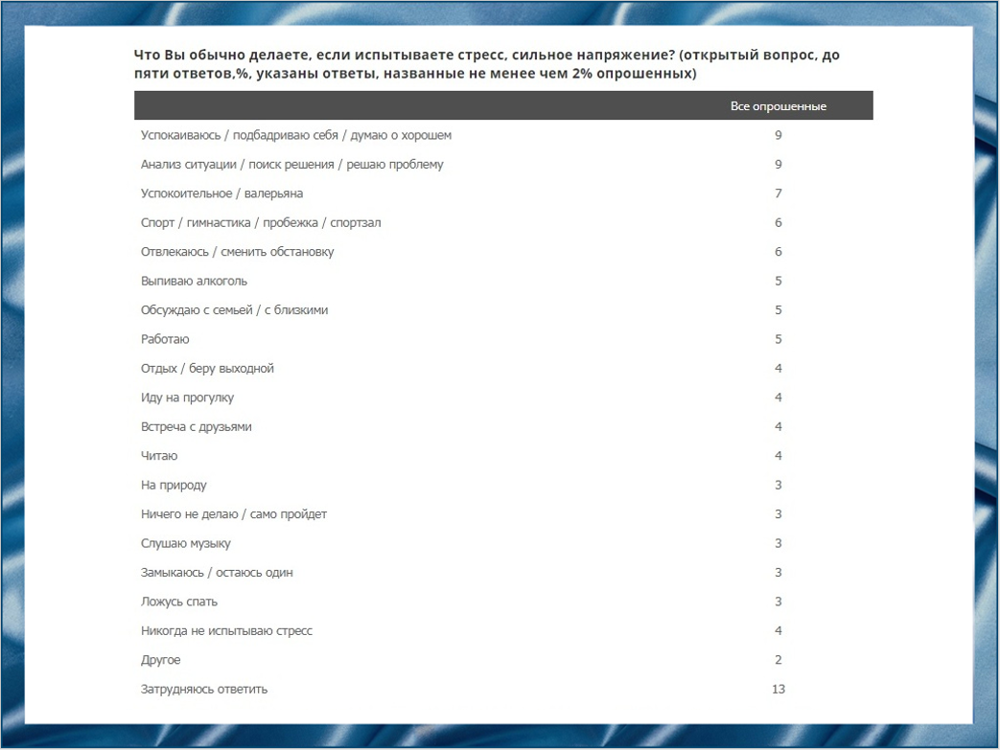 Что Вы обычно делаете, если испытываете стресс, сильное напряжение? (открытый вопрос, до
пяти ответов,%, указаны ответы, названные не менее чем 2% опрошенных)
Все опрошенные
Успокаиваюсь / подбадриваю себя / думаю о хорошем 9
Анализ ситуации / поиск решения / решаю проблему 9
Успокоительное / валерьяна 7
Спорт / гимнастика / пробежка / спортзал 6
Отвлекаюсь / сменить обстановку 6
Выпиваю алкоголь 5
Обсуждаю с семьей / с близкими 5
Работаю 5
Отдых / беру выходной 4
Иду на прогулку 4
Встреча с друзьями 4
Читаю 4
На природу 3
Ничего не делаю / само пройдет 3
Слушаю музыку 3
Замыкаюсь / остаюсь один 3
Ложусь спать 3
Никогда не испытываю стресс 4
Другое 2
Затрудняюсь ответить 13